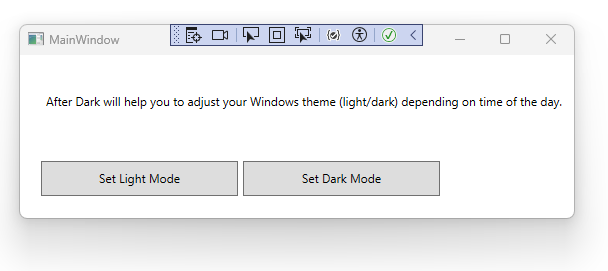 MainWindow
After Dark will help you to adjust your Windows theme (light/dark) depending on time of the day.
Set Light Mode
Set Dark Mode